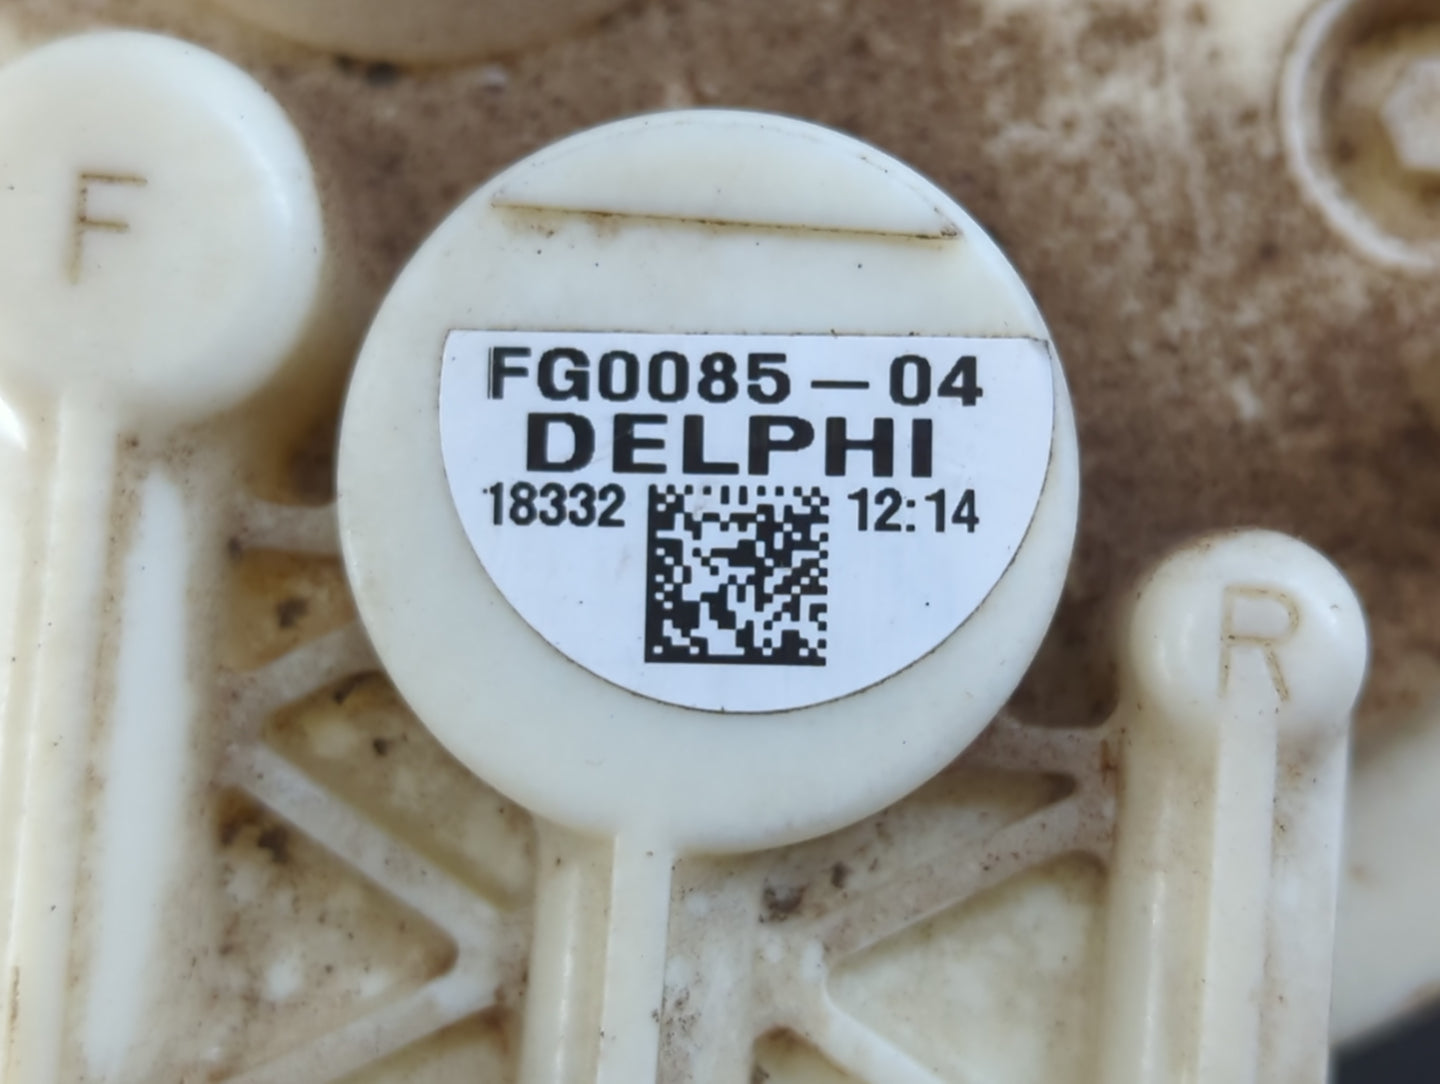 F
FG0085-04
DELPHI
18332 12:14
R